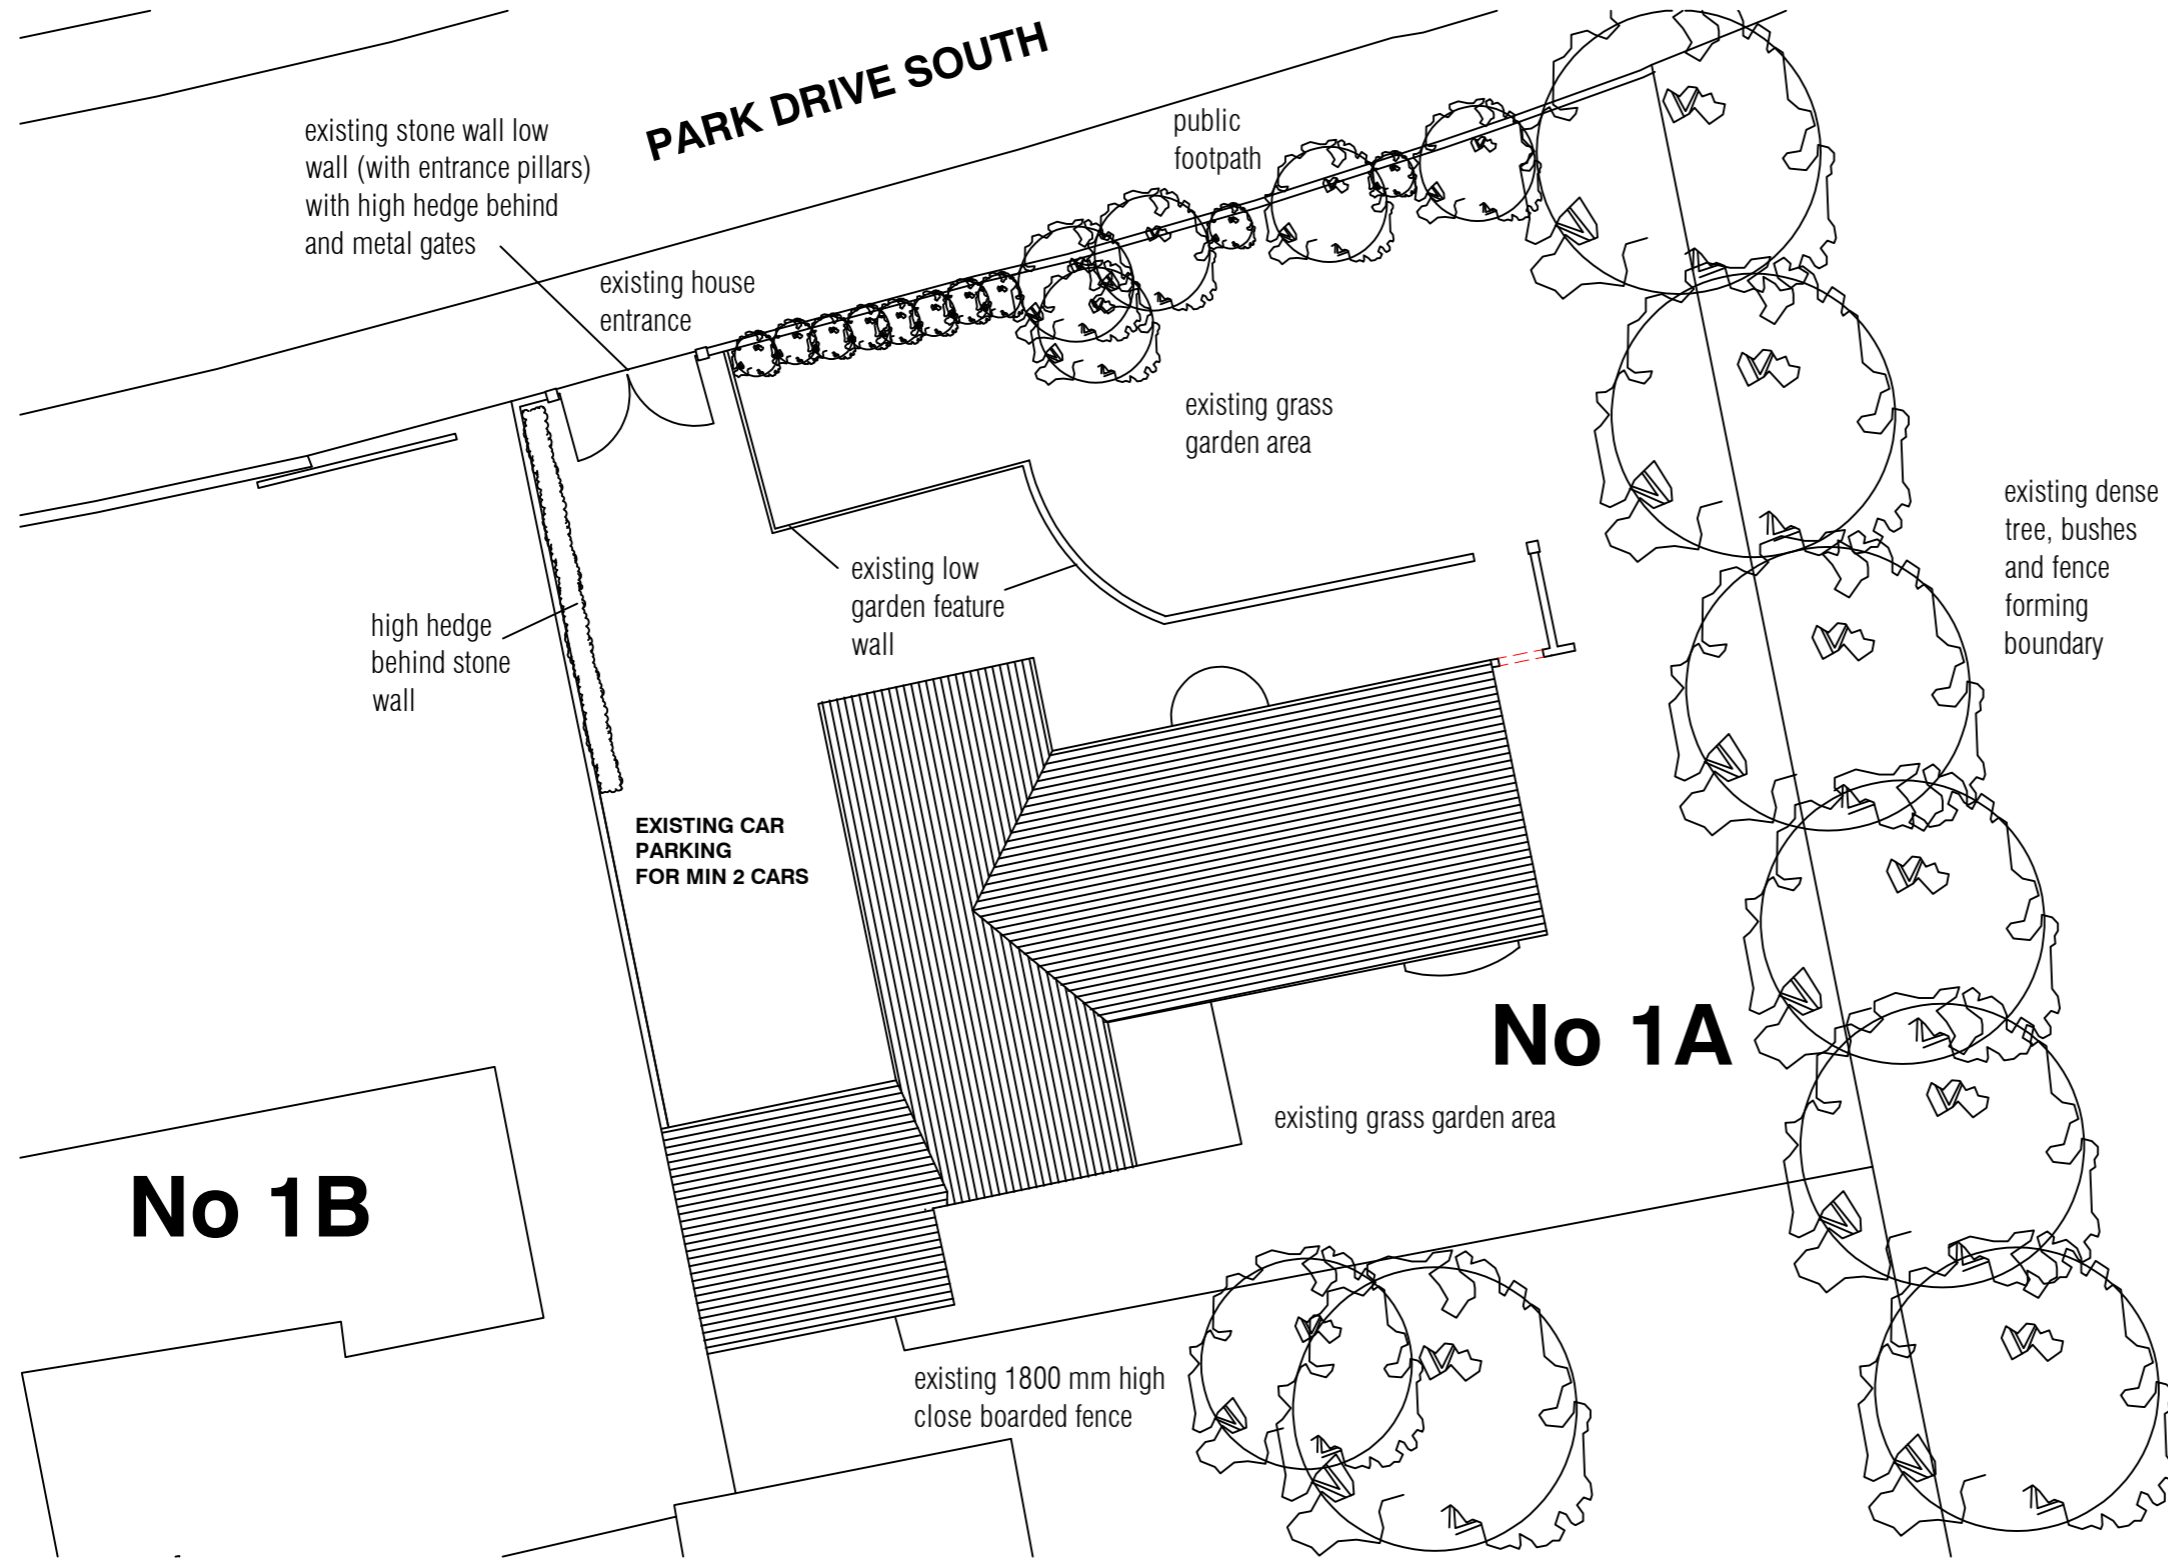 PARK DRIVE SOUTH
existing stone wall low
wall (with entrance pillars)
with high hedge behind
and metal gates
public
footpath
existing house
entrance
existing grass
garden area
existing dense
tree, bushes
and fence
forming
boundary
existing low
garden feature
wall
high hedge
behind stone
wall
EXISTING CAR
PARKING
FOR MIN 2 CARS
No 1A
existing grass garden area
No 1B
existing 1800 mm high
close boarded fence